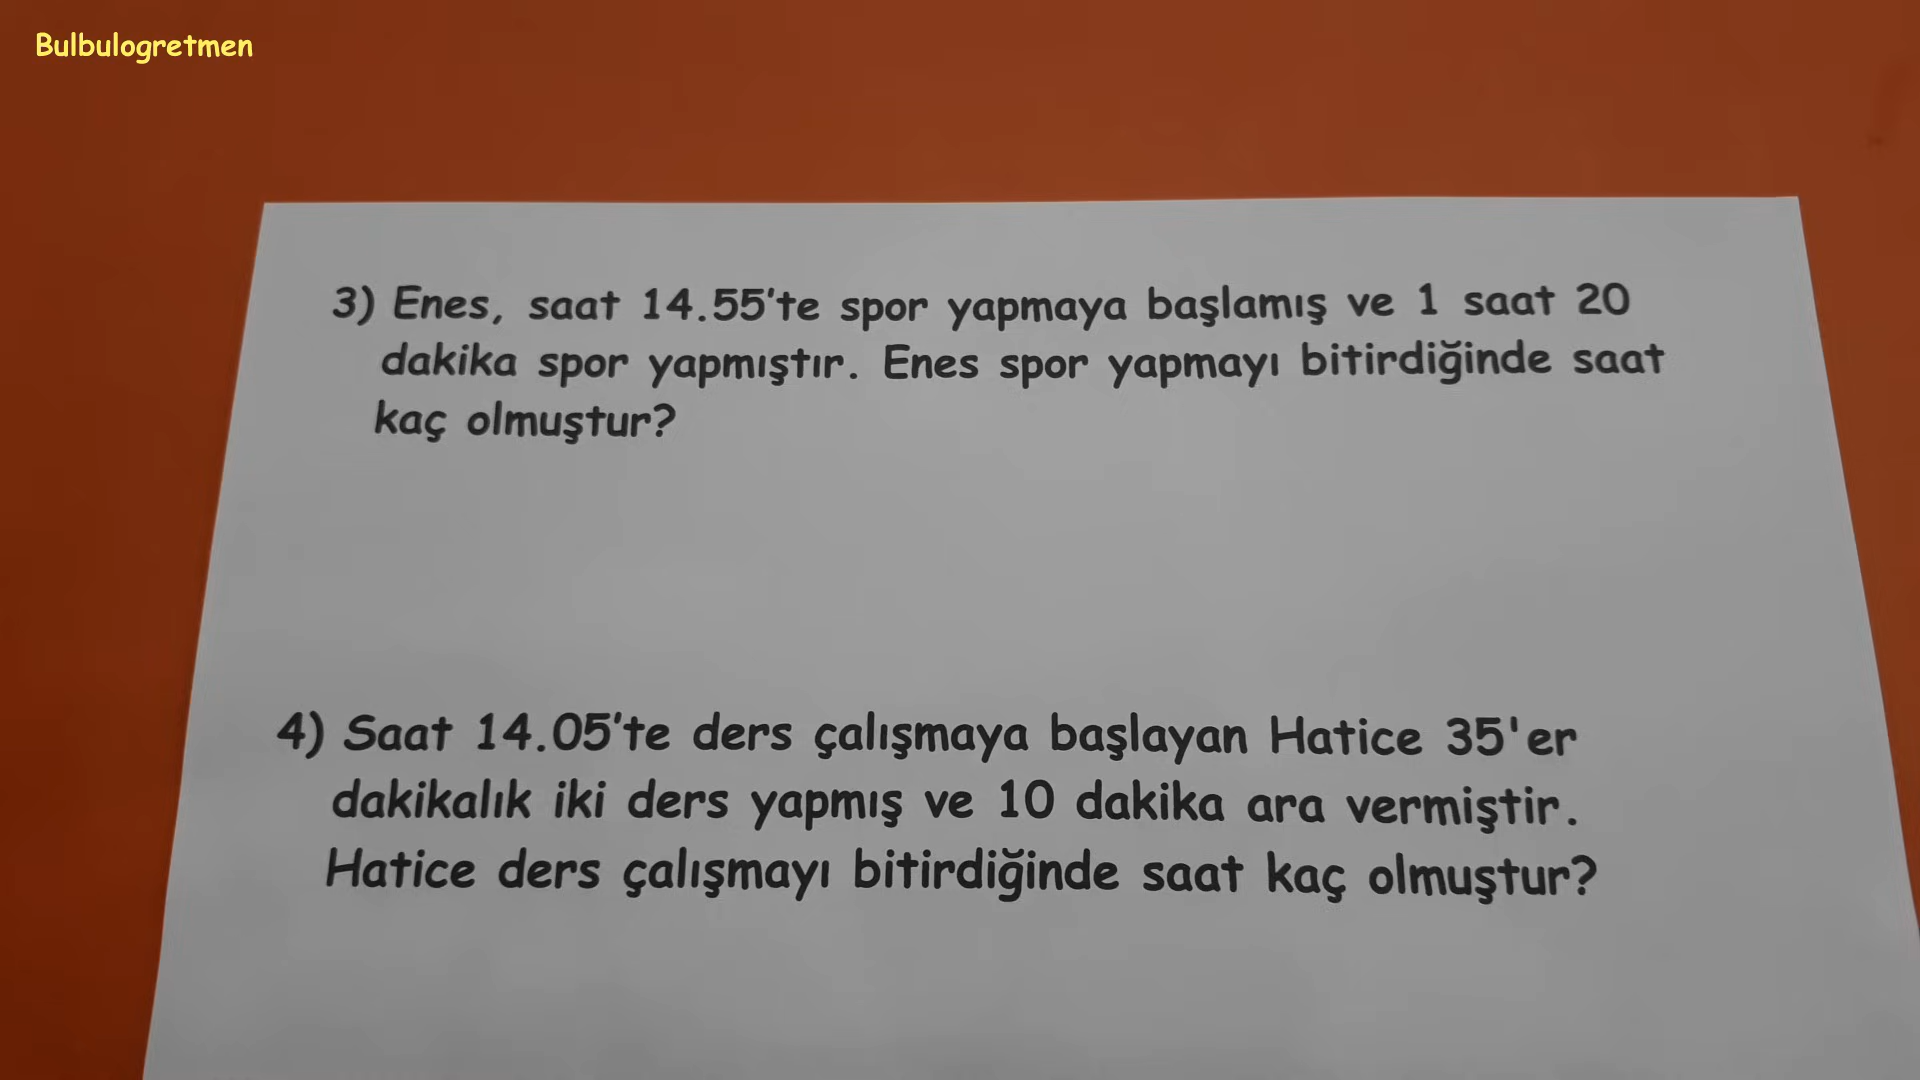 Bulbulogretmen
3) Enes, saat 14.55'te spor yapmaya başlamış ve 1 saat 20
dakika spor yapmıştır. Enes spor yapmayı bitirdiğinde saat
kaç olmuştur?
4) Saat 14.05'te ders çalışmaya başlayan Hatice 35'er
dakikalık iki ders yapmış ve 10 dakika ara vermiştir.
Hatice ders çalışmayı bitirdiğinde saat kaç olmuştur?